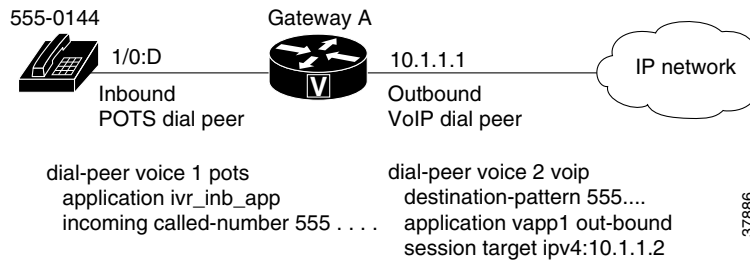 555-0144
Gateway A
1/0:D
10.1.1.1
IP network
Inbound
POTS dial peer
Outbound
VoIP dial peer
V
dial-peer voice 1 pots
application ivr_inb_app
incoming called-number 555 . . . .
dial-peer voice 2 voip
destination-pattern 555....
application vapp1 out-bound
session target ipv4:10.1.1.2
37886